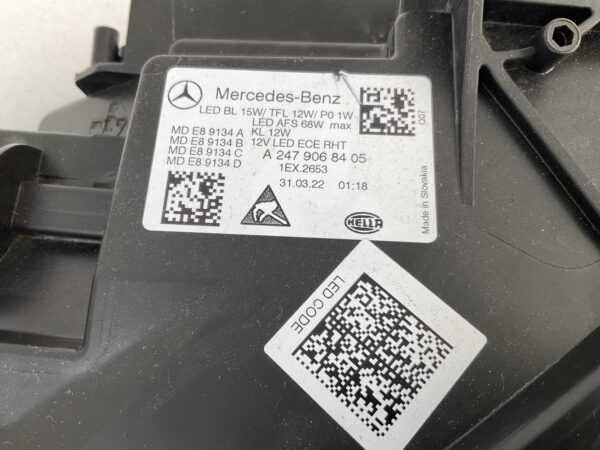 Mercedes-Benz
LED BL 15W/ TFL 12W/ P0 1W
LED AFS 68W max
KL 12W
12V LED ECE RHT
MD E8 9134 A
MD E8 9134 B
MD E8 9134 C
MD E8 9134 D
A 247 906 84 05
1EX.2653
31.03.22 01:18
HELLA
Q07
Made in Slovakia
LED CODE